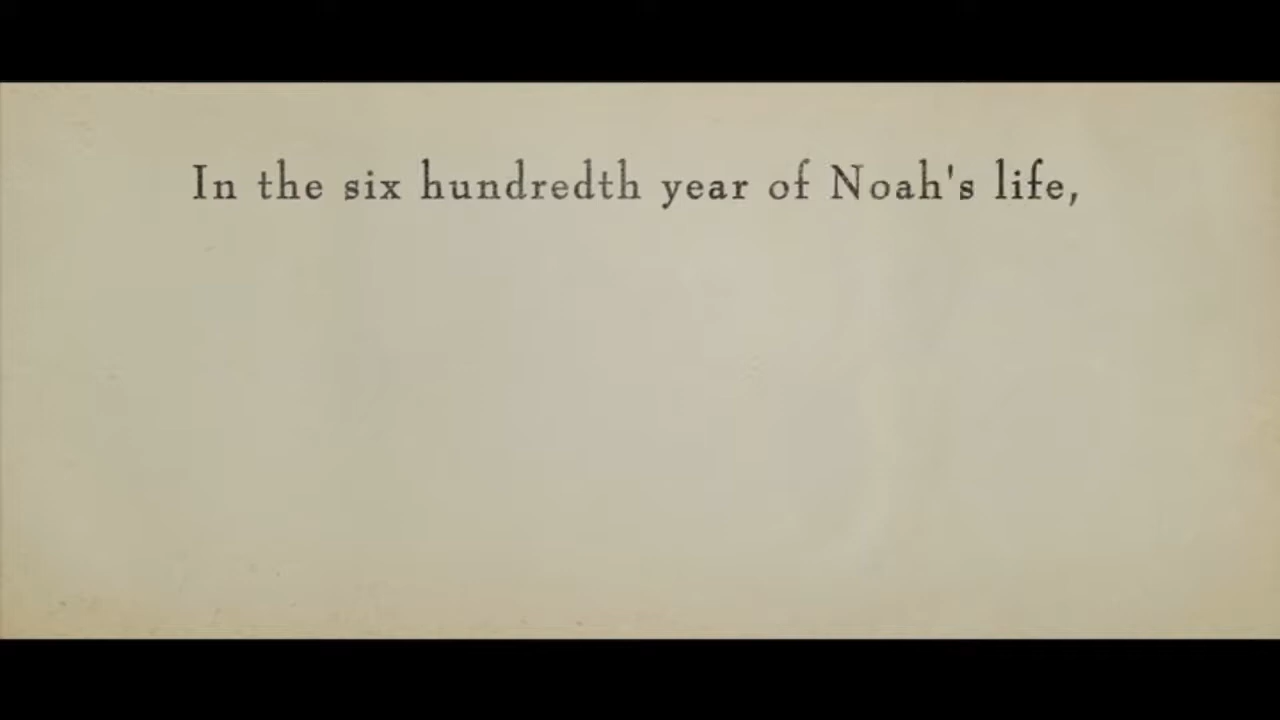 In the six hundredth year of Noah's life,